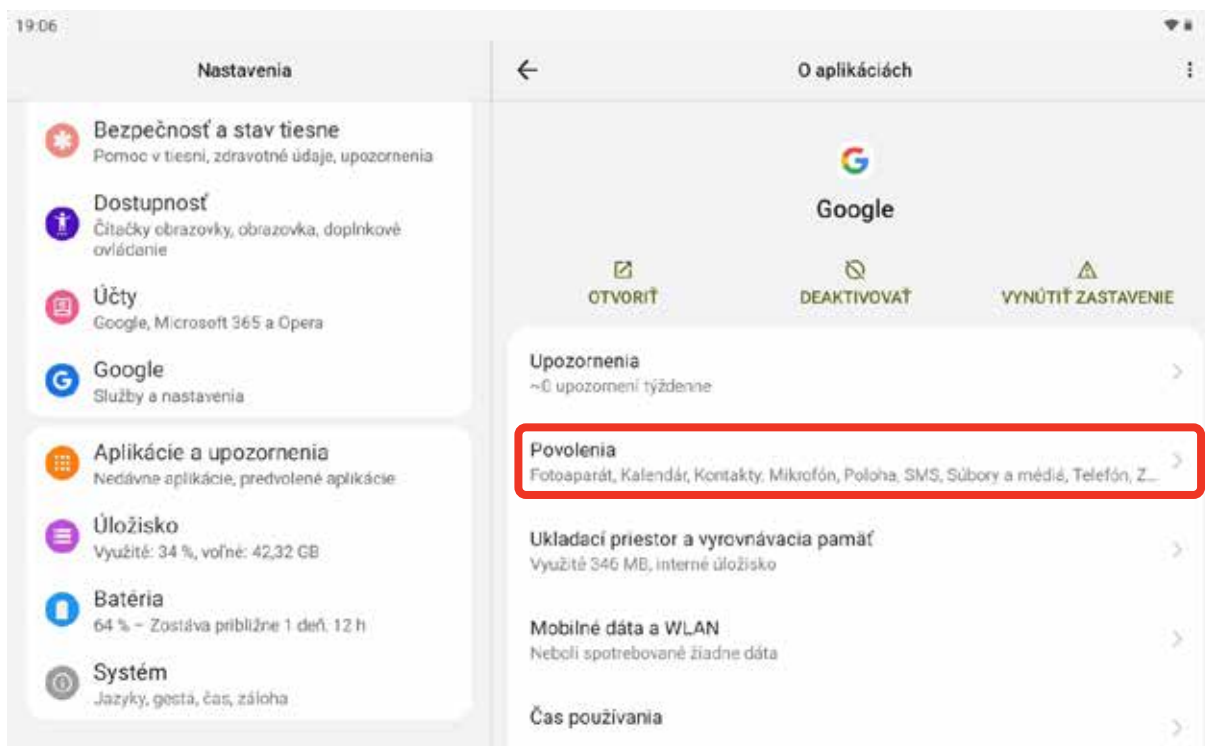 19:06
Nastavenia
Bezpečnosť a stav tiesne
Pomoc v tiesni, zdravotné údaje, upozornenia
Dostupnosť
Čítačky obrazovky, obrazovka, doplnkové
ovládanie
Účty
Google, Microsoft 365 a Opera
Google
Služby a nastavenia
Aplikácie a upozornenia
Nedávne aplikácie, predvolené aplikácie
Úložisko
Využité: 34 %, voľné: 42,32 GB
Batéria
64 % – Zostáva približne 1 deň, 12 h
Systém
Jazyky, gestá, čas, záloha
O aplikáciách
Google
OTVORIŤ
DEAKTIVOVAŤ
VYNÚTIŤ ZASTAVENIE
Upozornenia
~0 upozornení týždenne
Povolenia
Fotoaparát, Kalendár, Kontakty, Mikrofón, Poloha, SMS, Súbory a médiá, Telefón, Z...
Ukladací priestor a vyrovnávacia pamäť
Využité 346 MB, interné úložisko
Mobilné dáta a WLAN
Neboli spotrebované žiadne dáta
Čas používania